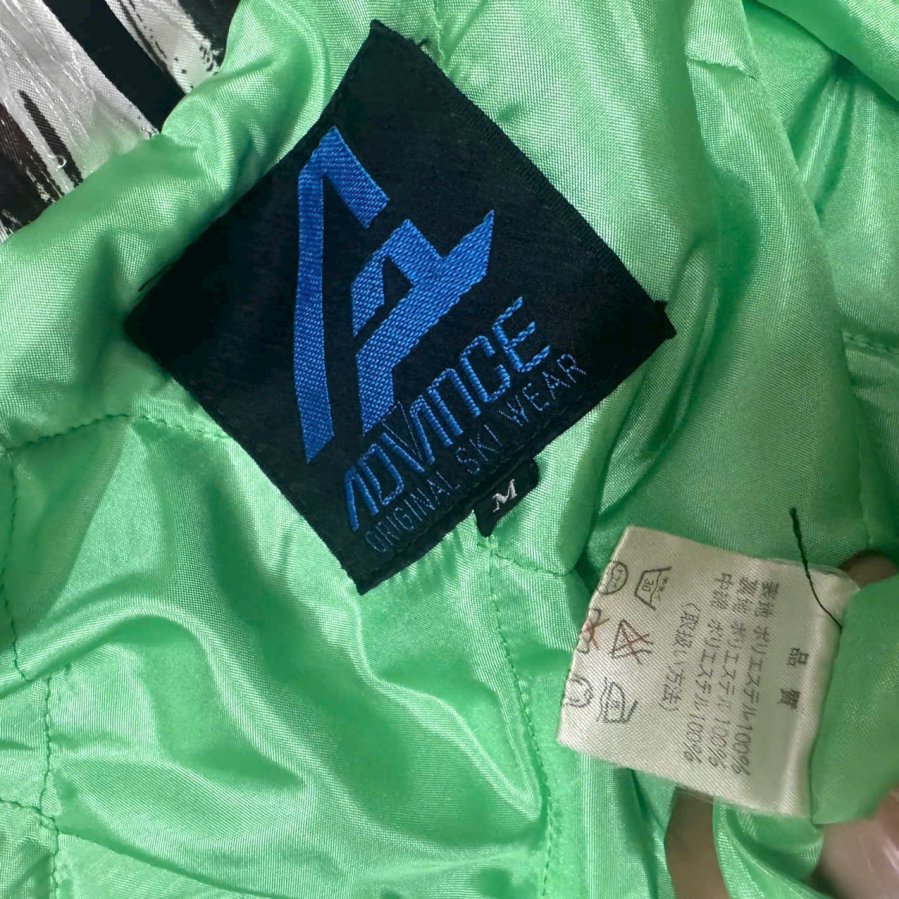 ADVANCE
ORIGINAL SKI WEAR
M
品質
表地 ポリエステル100%
裏地 ポリエステル100%
中綿 ポリエステル100%
(取扱い方法)
30